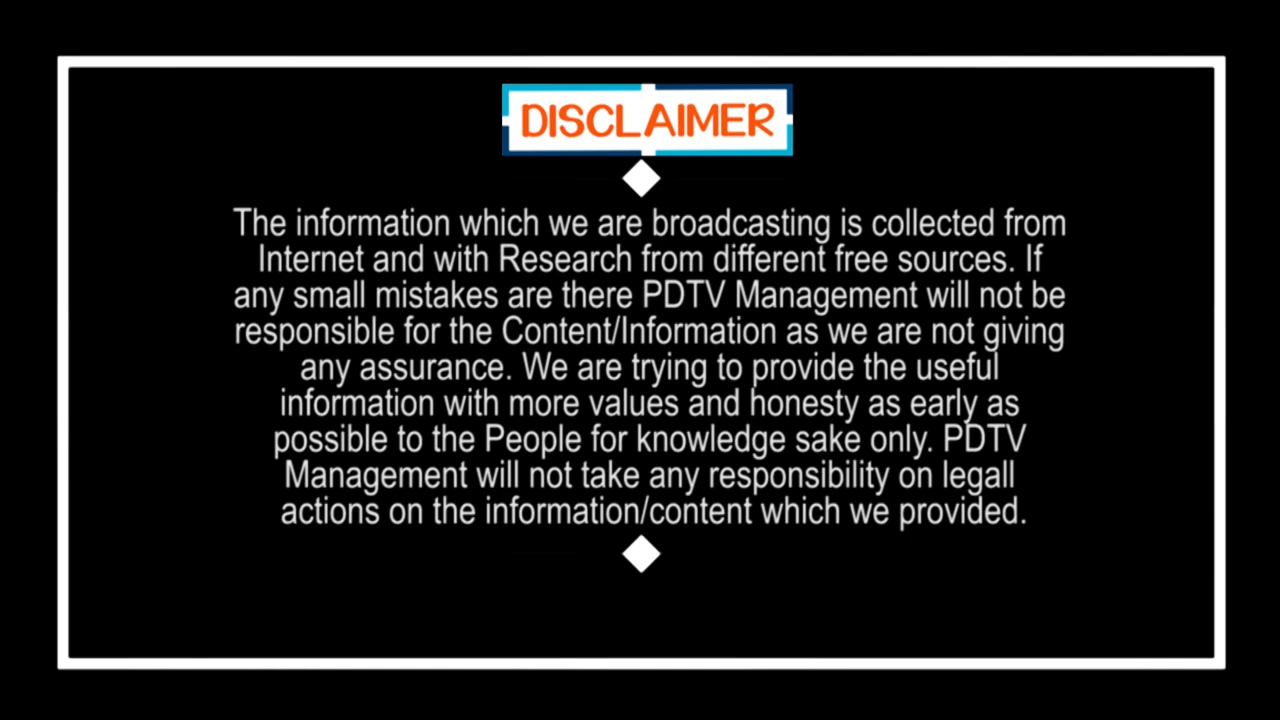 DISCLAIMER
The information which we are broadcasting is collected from
Internet and with Research from different free sources. If
any small mistakes are there PDTV Management will not be
responsible for the Content/Information as we are not giving
any assurance. We are trying to provide the useful
information with more values and honesty as early as
possible to the People for knowledge sake only. PDTV
Management will not take any responsibility on legall
actions on the information/content which we provided.